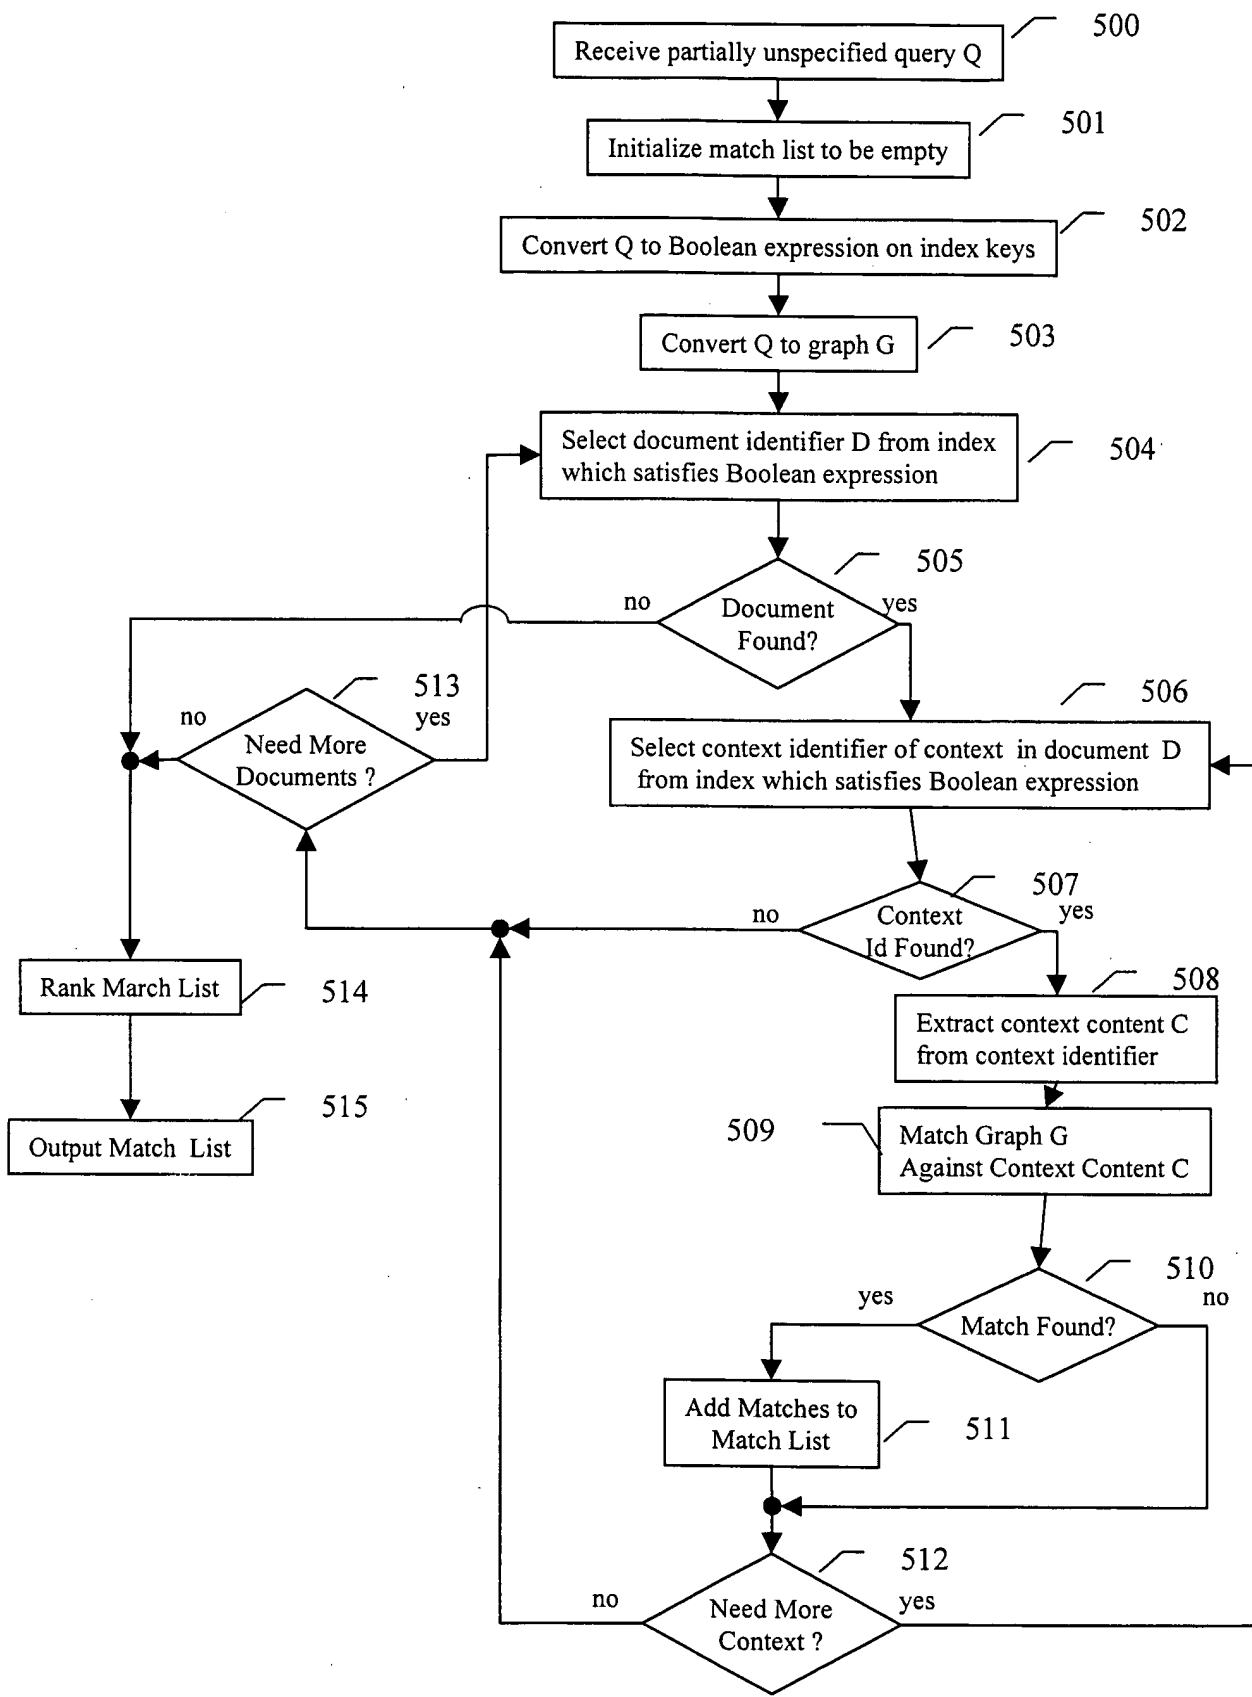 500
Receive partially unspecified query Q
501
Initialize match list to be empty
502
Convert Q to Boolean expression on index keys
503
Convert Q to graph G
504
Select document identifier D from index
which satisfies Boolean expression
505
no
yes
Document
Found?
506
513
no
yes
Need More
Documents ?
Select context identifier of context in document D
from index which satisfies Boolean expression
507
no
yes
Context
Id Found?
508
Rank March List
514
Extract context content C
from context identifier
515
Output Match List
509
Match Graph G
Against Context Content C
510
yes
no
Match Found?
Add Matches to
Match List
511
512
no
yes
Need More
Context ?